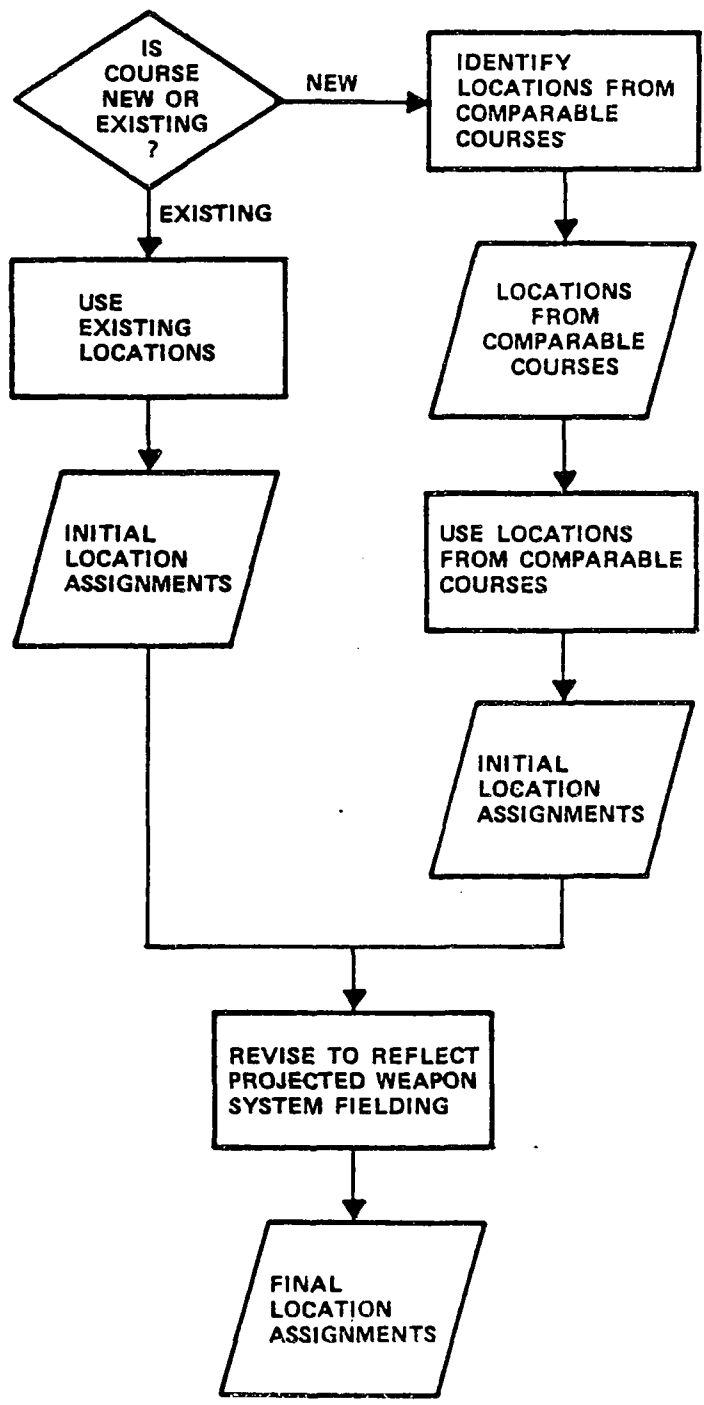 IS
COURSE
NEW OR
EXISTING
?
NEW
IDENTIFY
LOCATIONS FROM
COMPARABLE
COURSES
EXISTING
USE
EXISTING
LOCATIONS
LOCATIONS
FROM
COMPARABLE
COURSES
INITIAL
LOCATION
ASSIGNMENTS
USE LOCATIONS
FROM COMPARABLE
COURSES
INITIAL
LOCATION
ASSIGNMENTS
REVISE TO REFLECT
PROJECTED WEAPON
SYSTEM FIELDING
FINAL
LOCATION
ASSIGNMENTS